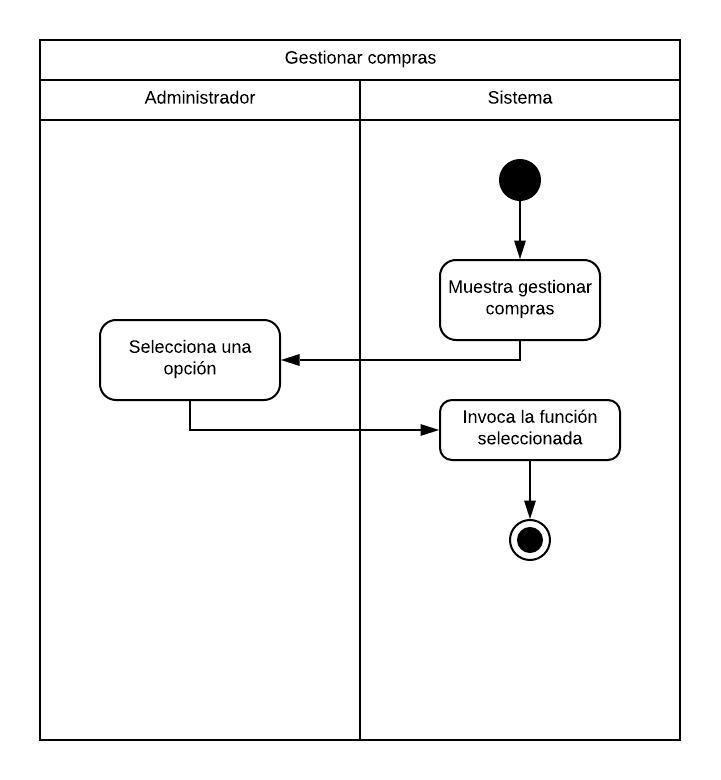 Gestionar compras
Administrador
Sistema
Muestra gestionar
compras
Selecciona una
opción
Invoca la función
seleccionada